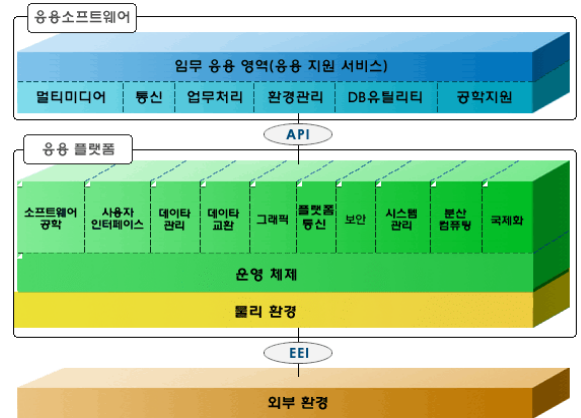 응용소프트웨어
임무 응용 영역(응용 지원 서비스)
멀티미디어 통신 업무처리 환경관리 DB유틸리티 공학지원
API
응용 플랫폼
소프트웨어 공학
사용자 인터페이스
데이타 관리
데이타 교환
그래픽
플랫폼 통신
보안
시스템 관리
분산 컴퓨팅
국제화
운영 체제
물리 환경
EEI
외부 환경